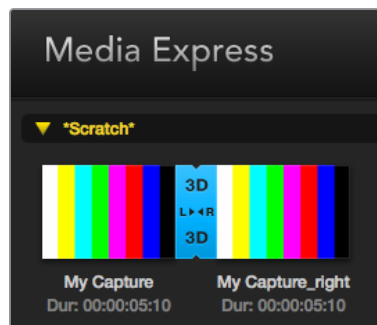 Media Express
*Scratch*
3D
L R
3D
My Capture My Capture_right
Dur: 00:00:05:10 Dur: 00:00:05:10